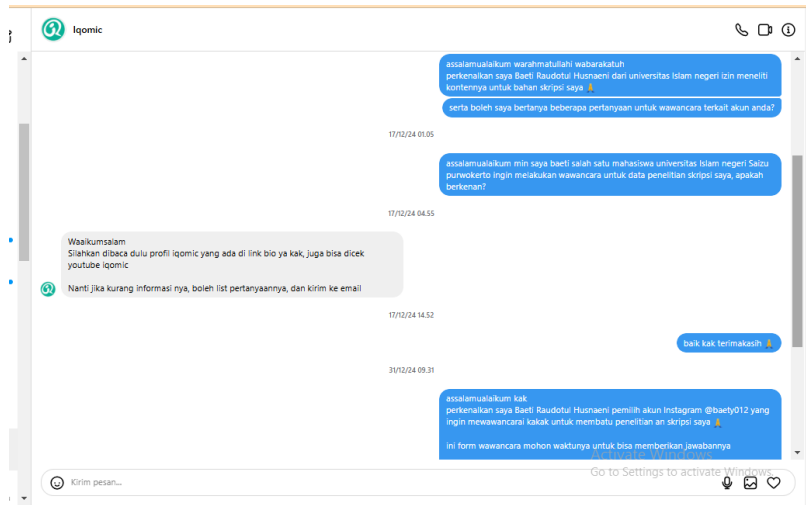 Iqomic
assalamualaikum warahmatullahi wabarakatuh
perkenalkan saya Baeti Raudotul Husnaeni dari universitas Islam negeri izin meneliti
kontennya untuk bahan skripsi saya 🙏
serta boleh saya bertanya beberapa pertanyaan untuk wawancara terkait akun anda?
17/12/24 01.05
assalamualaikum min saya baeti salah satu mahasiswa universitas Islam negeri Saizu
purwokerto ingin melakukan wawancara untuk data penelitian skripsi saya, apakah
berkenan?
17/12/24 04.55
Waaikumsalam
Silahkan dibaca dulu profil iqomic yang ada di link bio ya kak, juga bisa dicek
youtube iqomic
Nanti jika kurang informasi nya, boleh list pertanyaannya, dan kirim ke email
17/12/24 14.52
baik kak terimakasih 🙏
31/12/24 09.31
assalamualaikum kak
perkenalkan saya Baeti Raudotul Husnaeni pemiiih akun Instagram @baety012 yang
ingin mewawancarai kakak untuk membatu penelitian an skripsi saya 🙏
ini form wawancara mohon waktunya untuk bisa memberikan jawabannya
Activate Windows
Go to Settings to activate Windows.
Kirim pesan...